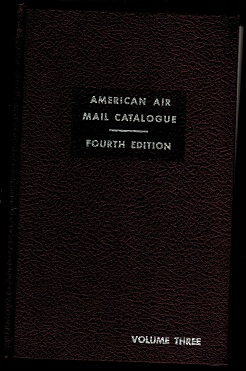 AMERICAN AIR
MAIL CATALOGUE
FOURTH EDITION
VOLUME THREE